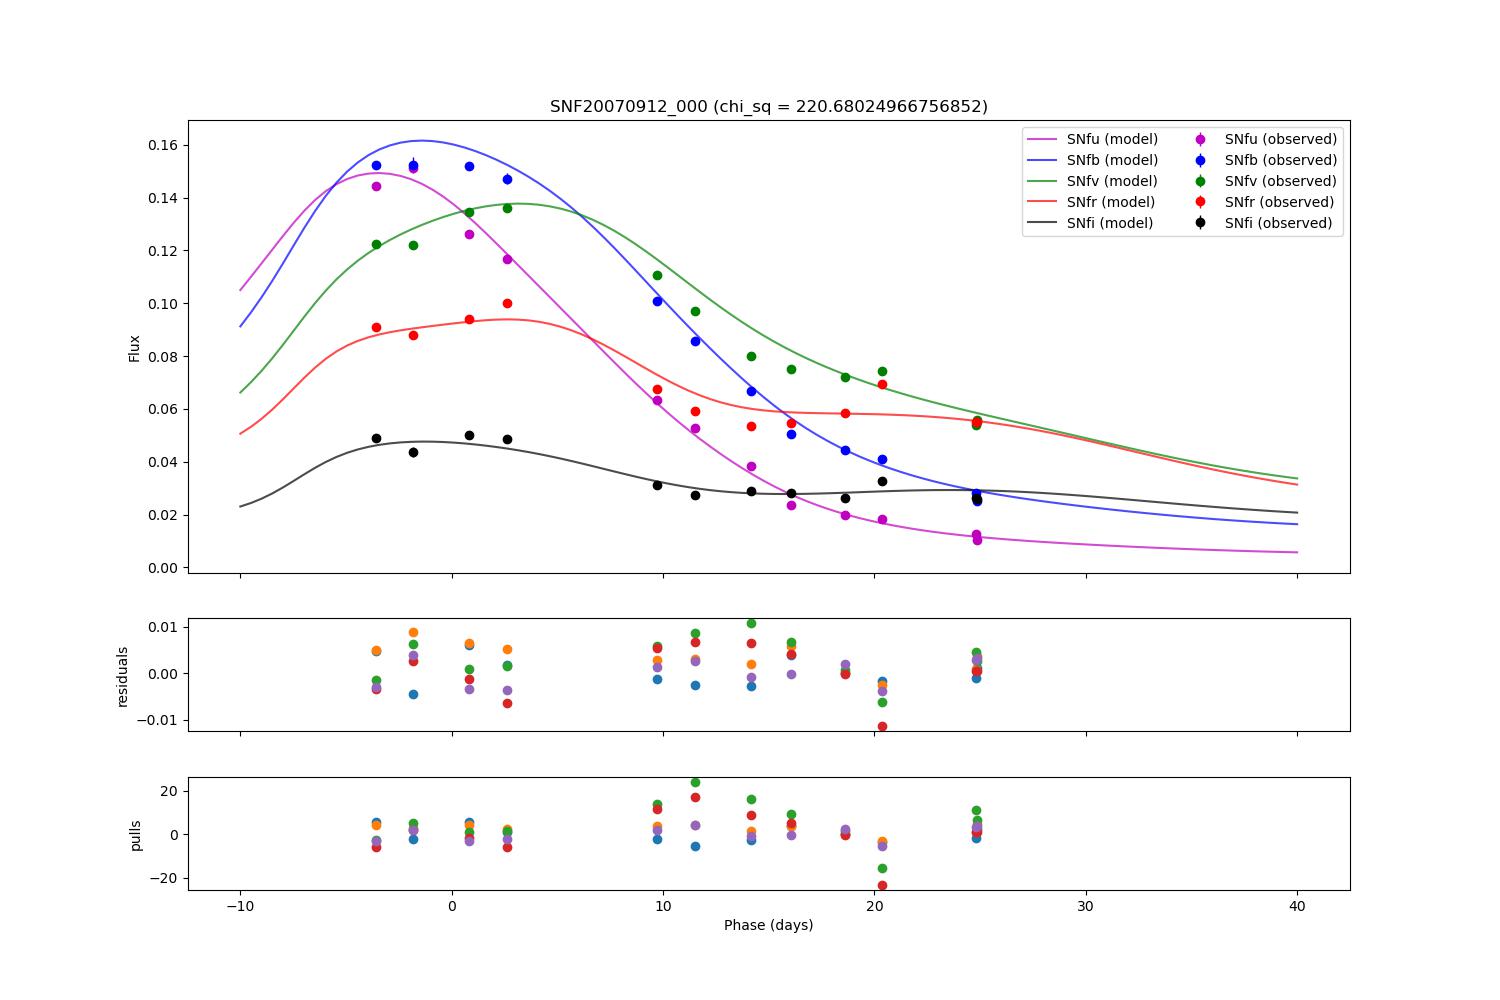 SNF20070912_000 (chi_sq = 220.68024966756852)
SNfu (model) SNfu (observed)
SNfb (model) SNfb (observed)
SNfv (model) SNfv (observed)
SNfr (model) SNfr (observed)
SNfi (model) SNfi (observed)
Flux
0.16
0.14
0.12
0.10
0.08
0.06
0.04
0.02
0.00
residuals
0.01
0.00
−0.01
pulls
20
0
−20
−10 0 10 20 30 40
Phase (days)